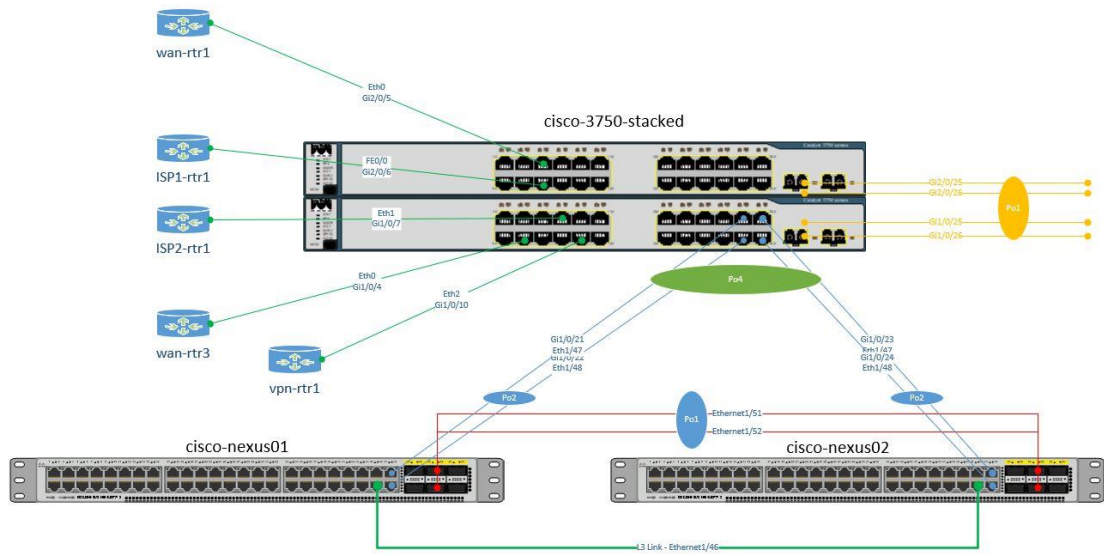 wan-rtr1
Eth0
Gi2/0/5
cisco-3750-stacked
ISP1-rtr1
FE0/0
Gi2/0/6
Gi2/0/25
Gi2/0/26
Po1
Gi1/0/25
Gi1/0/26
ISP2-rtr1
Eth1
Gi1/0/7
Eth0
Gi1/0/4
Eth2
Gi1/0/10
Po4
wan-rtr3
vpn-rtr1
Gi1/0/21
Eth1/47
Gi1/0/22
Eth1/48
Gi1/0/23
Eth1/47
Gi1/0/24
Eth1/48
Po2
Po2
Po1
Ethernet1/51
Ethernet1/52
cisco-nexus01
cisco-nexus02
L3 Link - Ethernet1/46